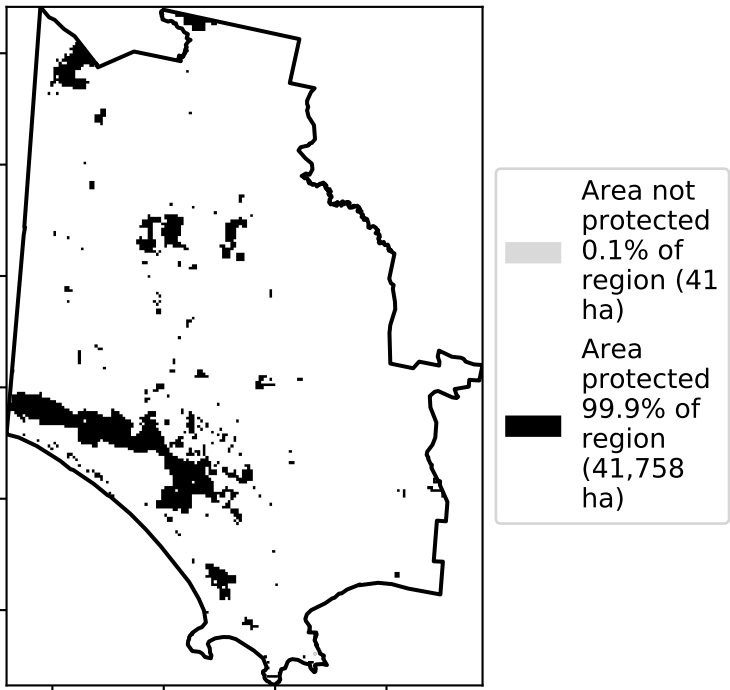 Area not
protected
0.1% of
region (41
ha)
Area
protected
99.9% of
region
(41,758
ha)